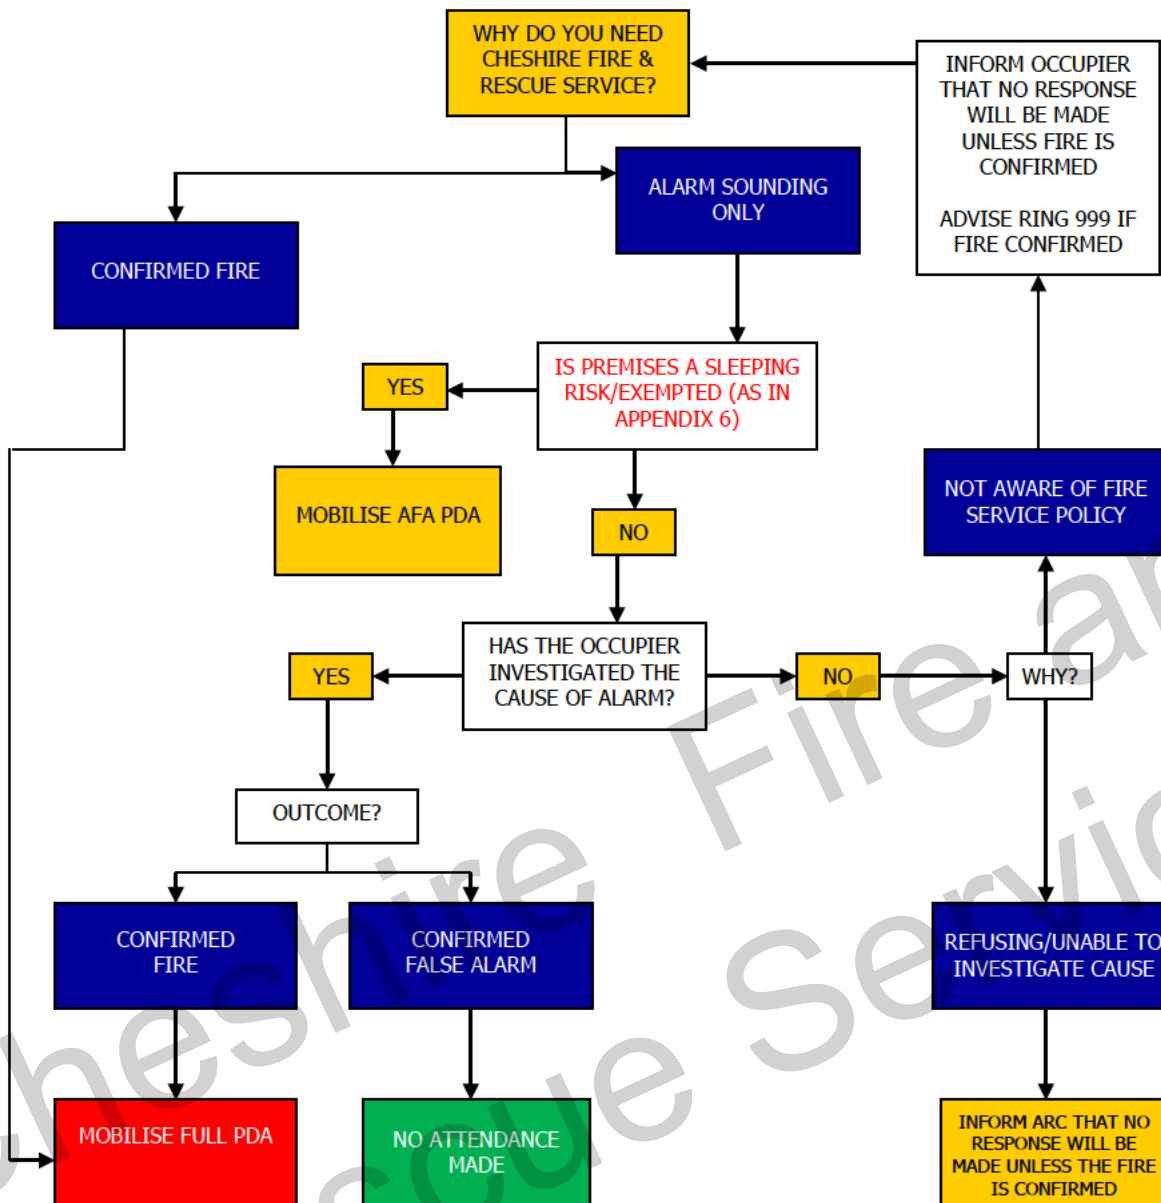 WHY DO YOU NEED
CHESHIRE FIRE &
RESCUE SERVICE?
INFORM OCCUPIER
THAT NO RESPONSE
WILL BE MADE
UNLESS FIRE IS
CONFIRMED
ADVISE RING 999 IF
FIRE CONFIRMED
ALARM SOUNDING
ONLY
CONFIRMED FIRE
IS PREMISES A SLEEPING
RISK/EXEMPTED (AS IN
APPENDIX 6)
YES
MOBILISE AFA PDA
NO
NOT AWARE OF FIRE
SERVICE POLICY
HAS THE OCCUPIER
INVESTIGATED THE
CAUSE OF ALARM?
YES
NO
WHY?
OUTCOME?
CONFIRMED
FIRE
CONFIRMED
FALSE ALARM
REFUSING/UNABLE TO
INVESTIGATE CAUSE
MOBILISE FULL PDA
NO ATTENDANCE
MADE
INFORM ARC THAT NO
RESPONSE WILL BE
MADE UNLESS THE FIRE
IS CONFIRMED
Cheshire Fire an
scue Servic